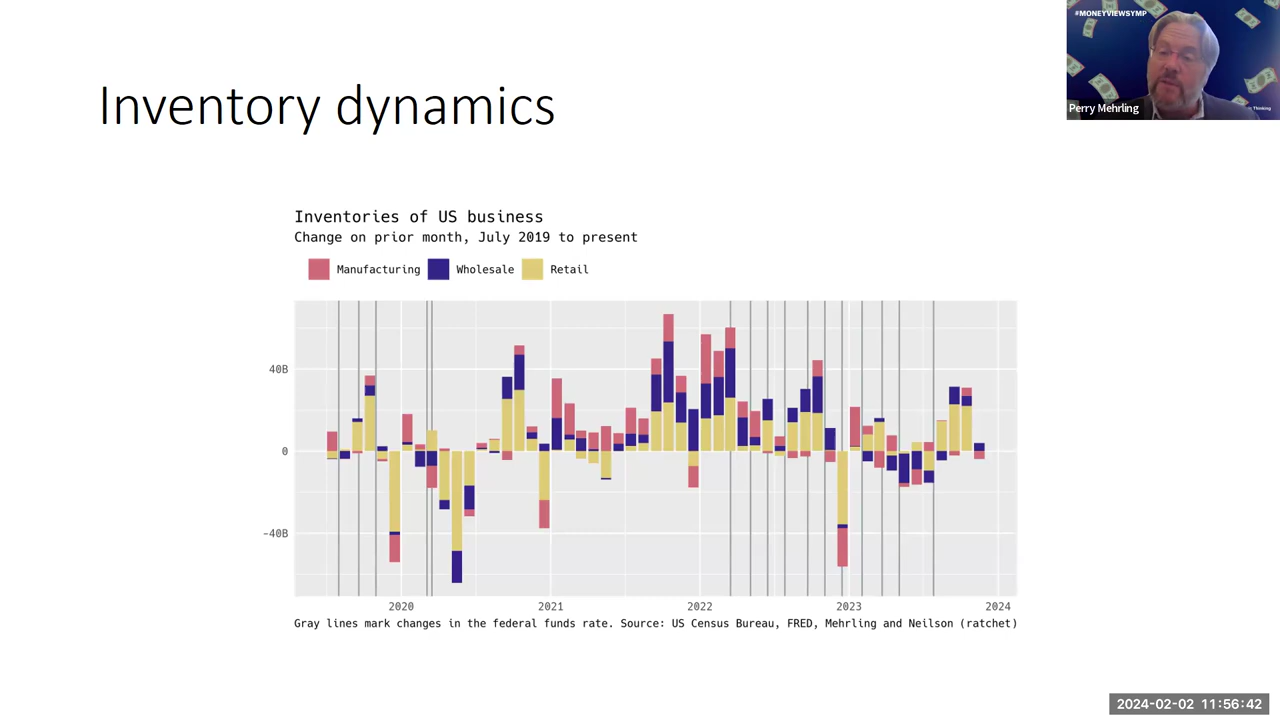 #MONEYVIEWSYMP
Thinking
Perry Mehrling
Inventory dynamics
Inventories of US business
Change on prior month, July 2019 to present
Manufacturing Wholesale Retail
40B
0
-40B
2020 2021 2022 2023 2024
Gray lines mark changes in the federal funds rate. Source: US Census Bureau, FRED, Mehrling and Neilson (ratchet)
2024-02-02 11:56:42